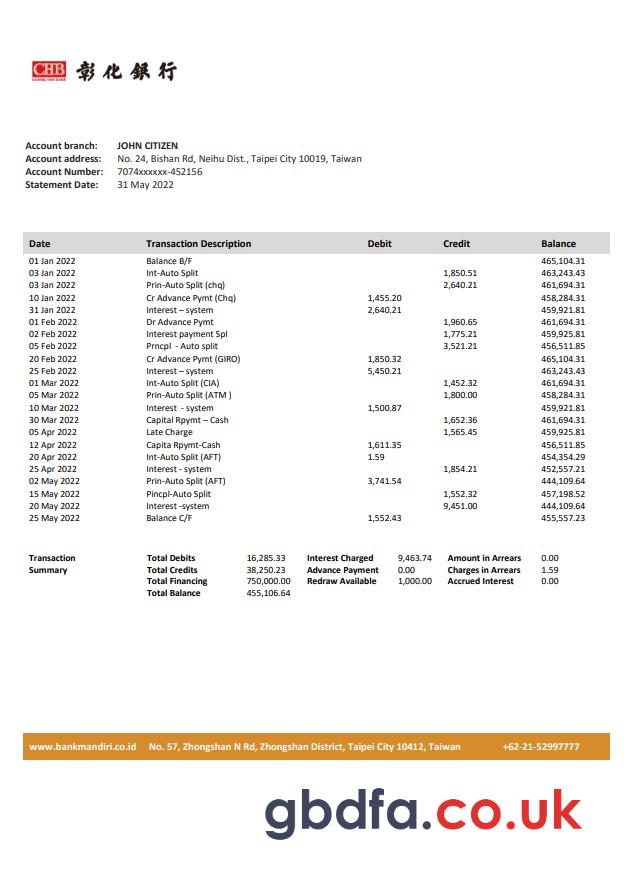 CHB 彰化銀行
CHANG HWA BANK
Account branch: JOHN CITIZEN
Account address: No. 24, Bishan Rd, Neihu Dist., Taipei City 10019, Taiwan
Account Number: 7074xxxxxx-452156
Statement Date: 31 May 2022
Date Transaction Description Debit Credit Balance
01 Jan 2022 Balance B/F 465,104.31
03 Jan 2022 Int-Auto Split 1,850.51 463,243.43
03 Jan 2022 Prin-Auto Split (chq) 2,640.21 461,694.31
10 Jan 2022 Cr Advance Pymt (Chq) 1,455.20 458,284.31
31 Jan 2022 Interest – system 2,640.21 459,921.81
01 Feb 2022 Dr Advance Pymt 1,960.65 461,694.31
02 Feb 2022 Interest payment Spl 1,775.21 459,925.81
05 Feb 2022 Prncpl - Auto split 3,521.21 456,511.85
20 Feb 2022 Cr Advance Pymt (GIRO) 1,850.32 465,104.31
25 Feb 2022 Interest – system 5,450.21 463,243.43
01 Mar 2022 Int-Auto Split (CIA) 1,452.32 461,694.31
05 Mar 2022 Prin-Auto Split (ATM ) 1,800.00 458,284.31
10 Mar 2022 Interest - system 1,500.87 459,921.81
30 Mar 2022 Capital Rpymt – Cash 1,652.36 461,694.31
05 Apr 2022 Late Charge 1,565.45 459,925.81
12 Apr 2022 Capita Rpymt-Cash 1,611.35 456,511.85
20 Apr 2022 Int-Auto Split (AFT) 1.59 454,354.29
25 Apr 2022 Interest - system 1,854.21 452,557.21
02 May 2022 Prin-Auto Split (AFT) 3,741.54 444,109.64
15 May 2022 Pincpl-Auto Split 1,552.32 457,198.52
20 May 2022 Interest -system 9,451.00 444,109.64
25 May 2022 Balance C/F 1,552.43 455,557.23
Transaction Total Debits 16,285.33 Interest Charged 9,463.74 Amount in Arrears 0.00
Summary Total Credits 38,250.23 Advance Payment 0.00 Charges in Arrears 1.59
Total Financing 750,000.00 Redraw Available 1,000.00 Accrued Interest 0.00
Total Balance 455,106.64
www.bankmandiri.co.id No. 57, Zhongshan N Rd, Zhongshan District, Taipei City 10412, Taiwan +62-21-52997777
gbdfa.co.uk